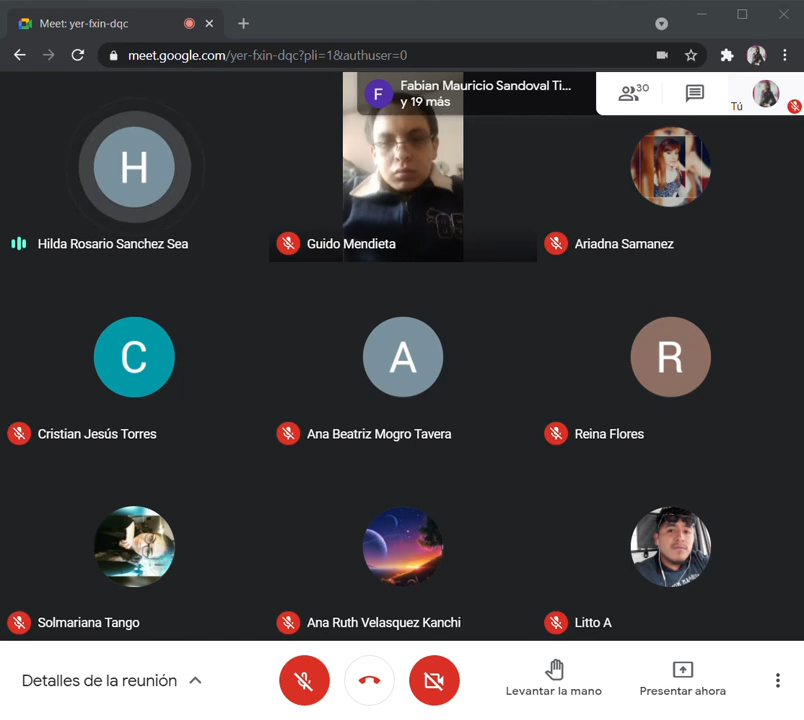 Meet: yer-fxin-dqc
meet.google.com/yer-fxin-dqc?pli=1&authuser=0
F
Fabian Mauricio Sandoval Ti...
y 19 más
30
Tú
H
Hilda Rosario Sanchez Sea
Guido Mendieta
Ariadna Samanez
C
A
R
Cristian Jesús Torres
Ana Beatriz Mogro Tavera
Reina Flores
Solmariana Tango
Ana Ruth Velasquez Kanchi
Litto A
Detalles de la reunión
Levantar la mano
Presentar ahora